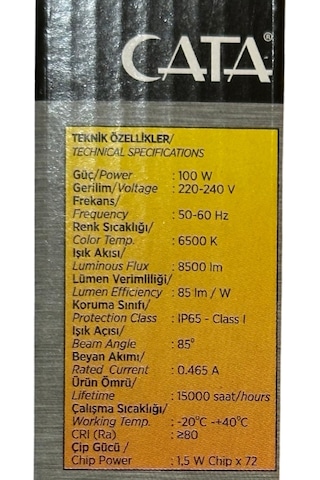 CATA®
TEKNİK ÖZELLİKLER/
TECHNICAL SPECIFICATIONS
Güç/Power : 100 W
Gerilim/Voltage : 220-240 V
Frekans/
Frequency : 50-60 Hz
Renk Sıcaklığı/
Color Temp. : 6500 K
Işık Akısı/
Luminous Flux : 8500 lm
Lümen Verimliliği/
Lumen Efficiency : 85 lm / W
Koruma Sınıfı/
Protection Class : IP65 - Class I
Işık Açısı/
Beam Angle : 85°
Beyan Akımı/
Rated Current : 0.465 A
Ürün Ömrü/
Lifetime : 15000 saat/hours
Çalışma Sıcaklığı/
Working Temp. : -20°C -+40°C
CRI (Ra) : ≥80
Çip Gücü/
Chip Power : 1,5 W Chip x 72